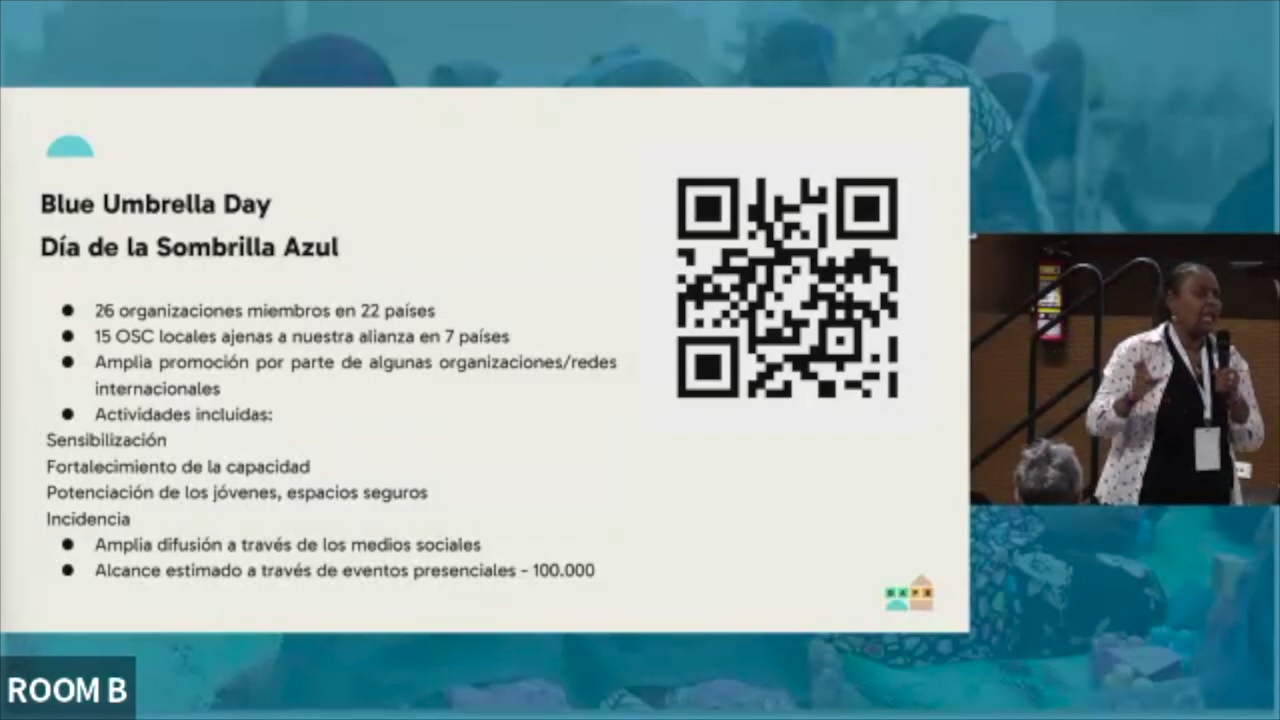 Blue Umbrella Day
Día de la Sombrilla Azul
● 26 organizaciones miembros en 22 países
● 15 OSC locales ajenas a nuestra alianza en 7 países
● Amplia promoción por parte de algunas organizaciones/redes
internacionales
● Actividades incluidas:
Sensibilización
Fortalecimiento de la capacidad
Potenciación de los jóvenes, espacios seguros
Incidencia
● Amplia difusión a través de los medios sociales
● Alcance estimado a través de eventos presenciales - 100.000
ROOM B